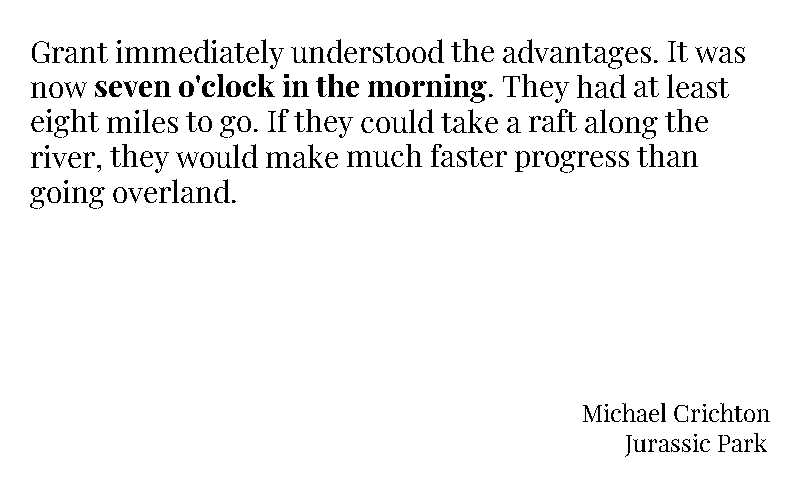 Grant immediately understood the advantages. It was
now seven o'clock in the morning. They had at least
eight miles to go. If they could take a raft along the
river, they would make much faster progress than
going overland.
Michael Crichton
Jurassic Park